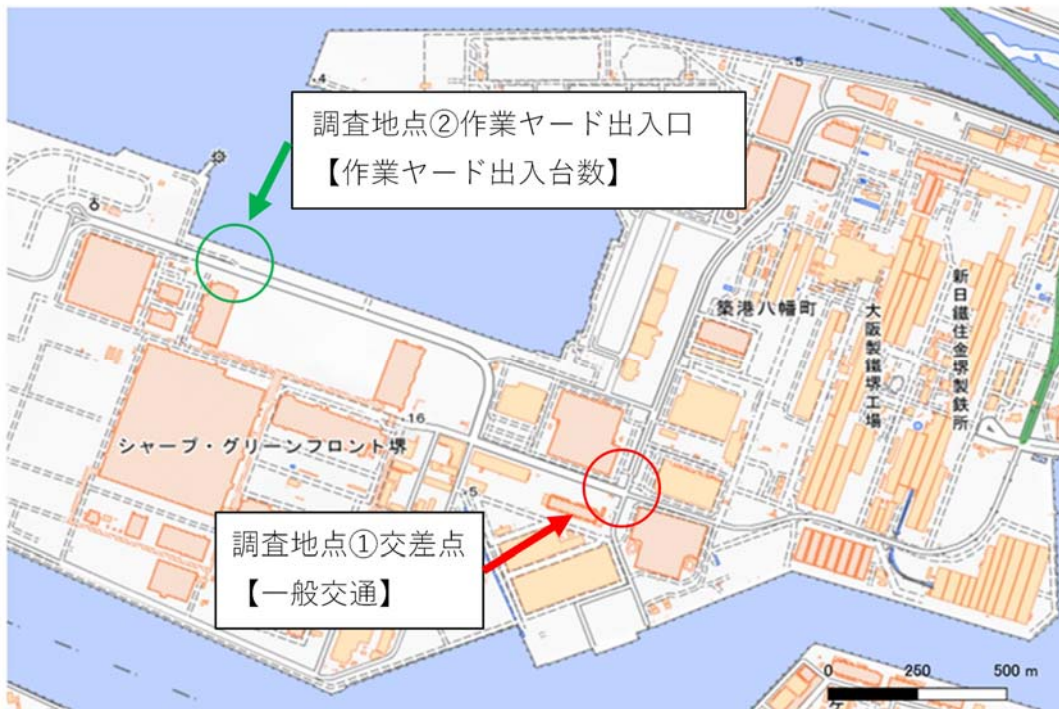 調査地点②作業ヤード出入口
【作業ヤード出入台数】
築港八幡町
大阪製鐵堺工場
新日鐵住金堺製鉄所
シャープ・グリーンフロント堺
調査地点①交差点
【一般交通】
・4
・5
・16
・5
0 250 500 m